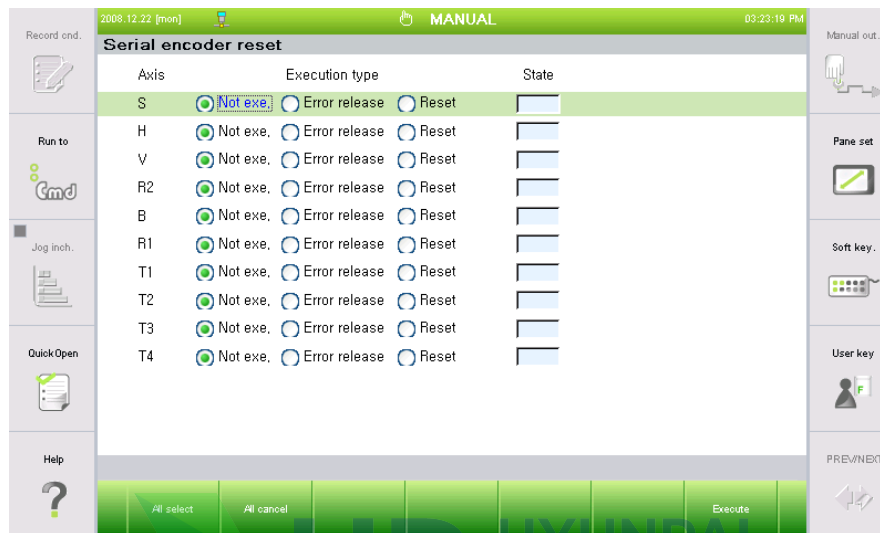 2008.12.22 [mon] MANUAL 03:23:19 PM
Serial encoder reset
Record cnd.
Run to
Cmd
Jog inch.
Quick Open
Help
Axis Execution type State
S Not exe, Error release Reset
H Not exe, Error release Reset
V Not exe, Error release Reset
R2 Not exe, Error release Reset
B Not exe, Error release Reset
R1 Not exe, Error release Reset
T1 Not exe, Error release Reset
T2 Not exe, Error release Reset
T3 Not exe, Error release Reset
T4 Not exe, Error release Reset
Manual out.
Pane set
Soft key.
User key
F
PREV/NEXT
All select All cancel Execute
HYUNDAI